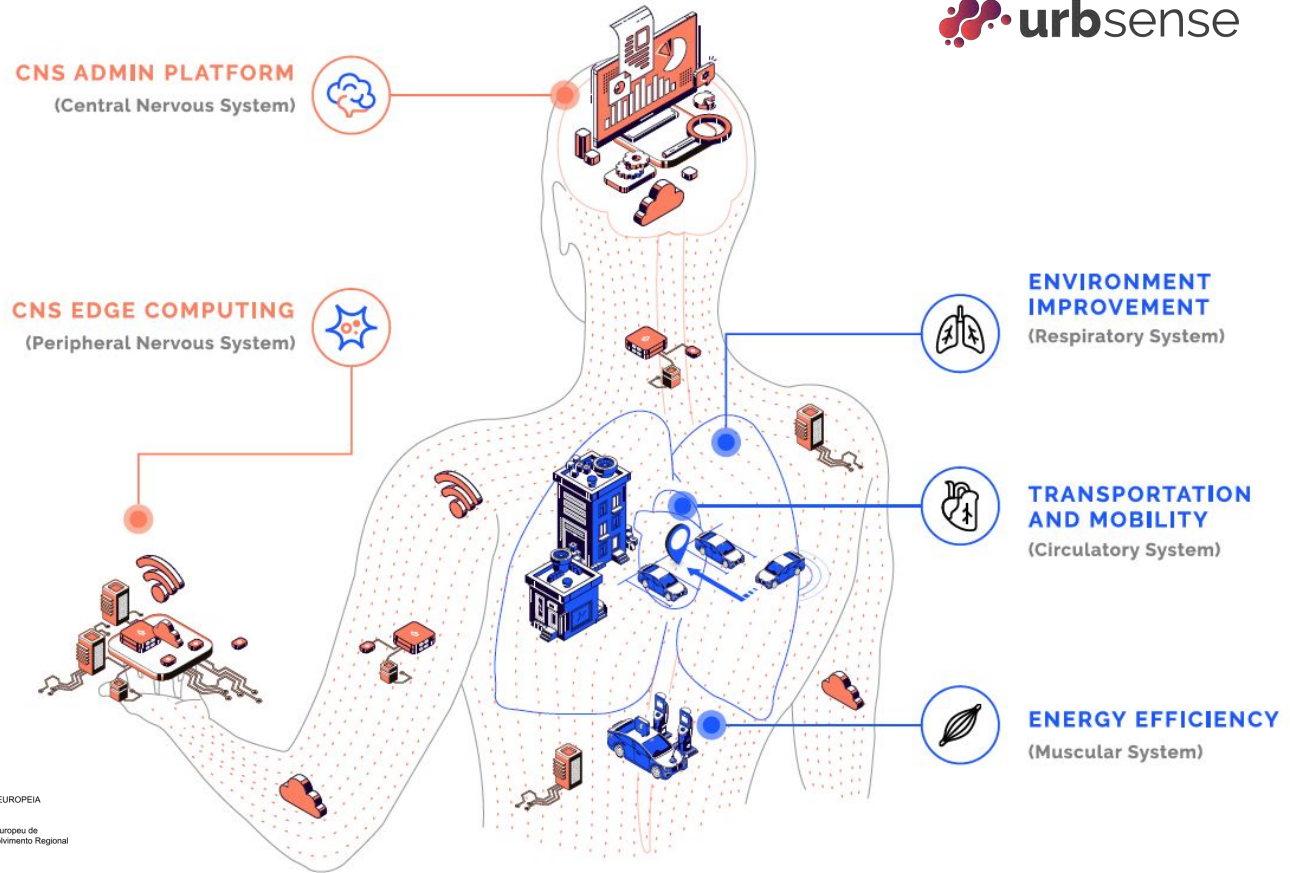 urbsense
CNS ADMIN PLATFORM
(Central Nervous System)
CNS EDGE COMPUTING
(Peripheral Nervous System)
ENVIRONMENT
IMPROVEMENT
(Respiratory System)
TRANSPORTATION
AND MOBILITY
(Circulatory System)
ENERGY EFFICIENCY
(Muscular System)
EUROPEIA
uropeu de
olvimento Regional